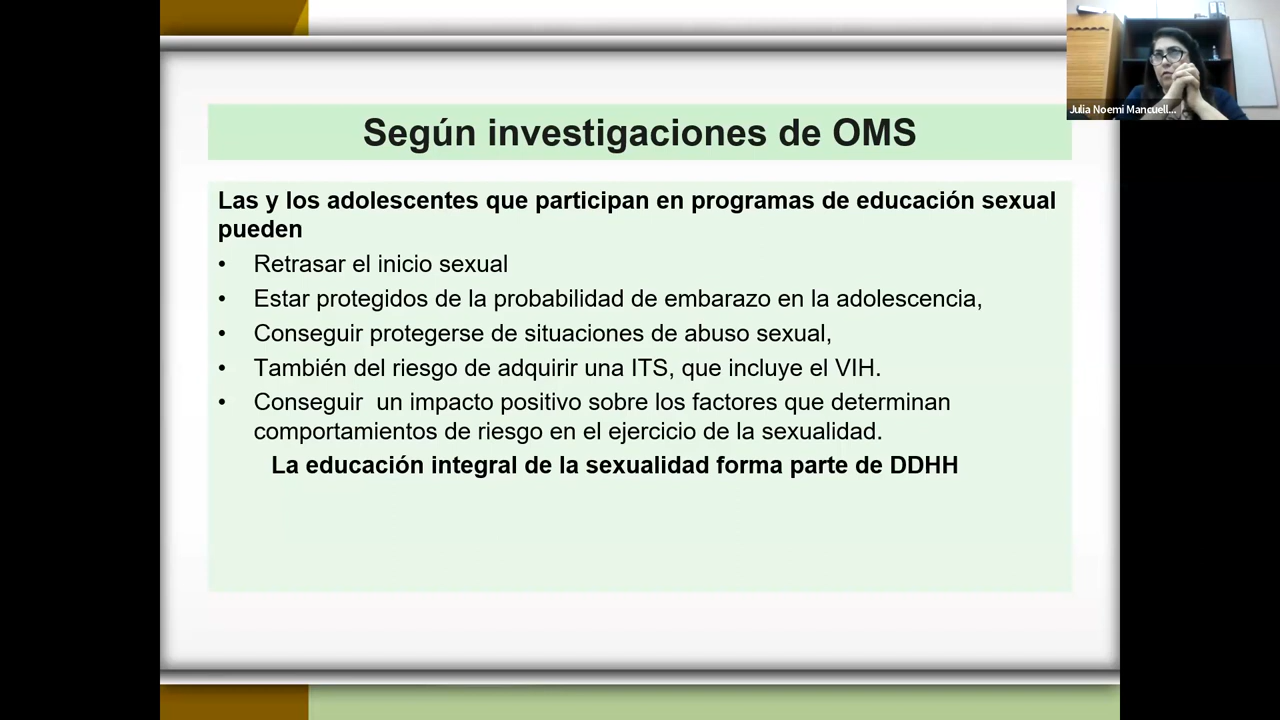 Julia Noemi Mancuell...
Según investigaciones de OMS
Las y los adolescentes que participan en programas de educación sexual
pueden
• Retrasar el inicio sexual
• Estar protegidos de la probabilidad de embarazo en la adolescencia,
• Conseguir protegerse de situaciones de abuso sexual,
• También del riesgo de adquirir una ITS, que incluye el VIH.
• Conseguir  un impacto positivo sobre los factores que determinan
comportamientos de riesgo en el ejercicio de la sexualidad.
La educación integral de la sexualidad forma parte de DDHH